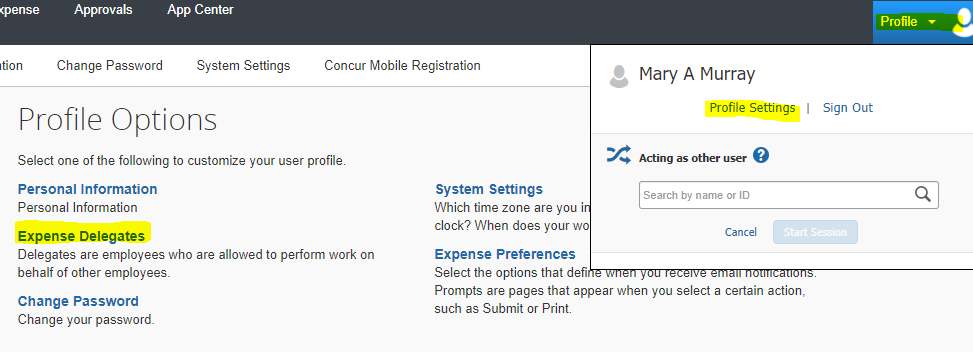 xpense Approvals App Center Profile
tion Change Password System Settings Concur Mobile Registration
Mary A Murray
Profile Settings | Sign Out
Acting as other user ?
Search by name or ID
Cancel Start Session
Profile Options
Select one of the following to customize your user profile.
Personal Information
Personal Information
Expense Delegates
Delegates are employees who are allowed to perform work on
behalf of other employees.
Change Password
Change your password.
System Settings
Which time zone are you in
clock? When does your wo
Expense Preferences
Select the options that define when you receive email notifications.
Prompts are pages that appear when you select a certain action,
such as Submit or Print.